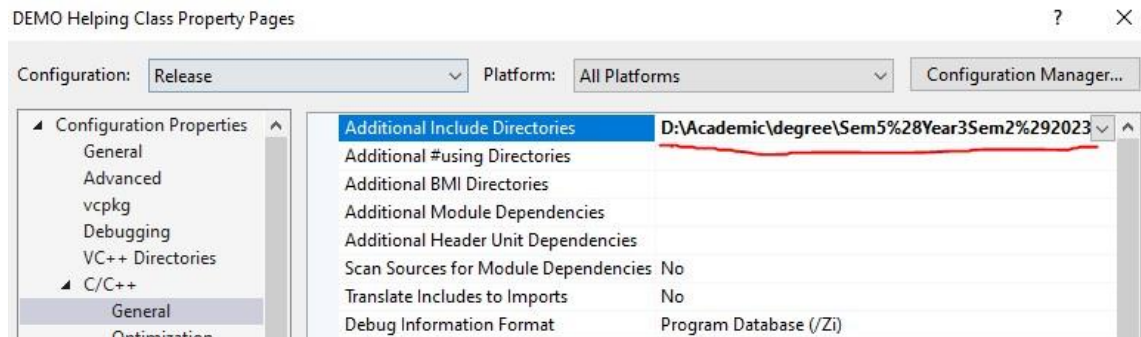 DEMO Helping Class Property Pages ? ×
Configuration: Release Platform: All Platforms Configuration Manager...
Configuration Properties
General
Advanced
vcpkg
Debugging
VC++ Directories
C/C++
General
Optimization
Additional Include Directories D:\Academic\degree\Sem5%28Year3Sem2%292023
Additional #using Directories
Additional BMI Directories
Additional Module Dependencies
Additional Header Unit Dependencies
Scan Sources for Module Dependencies No
Translate Includes to Imports No
Debug Information Format Program Database (/Zi)